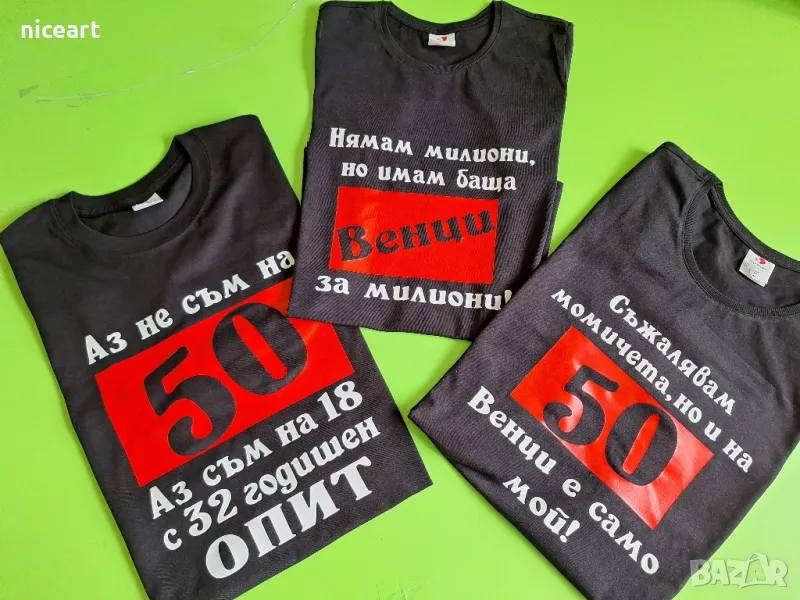 niceart
Аз не съм на
50
Аз съм на 18
с 32 годишен
ОПИТ
Нямам милиони,
но имам баща
Венци
за милиони!
Съжалявам
момичета, но и на
50
Венци е само
мой!
BAZAR